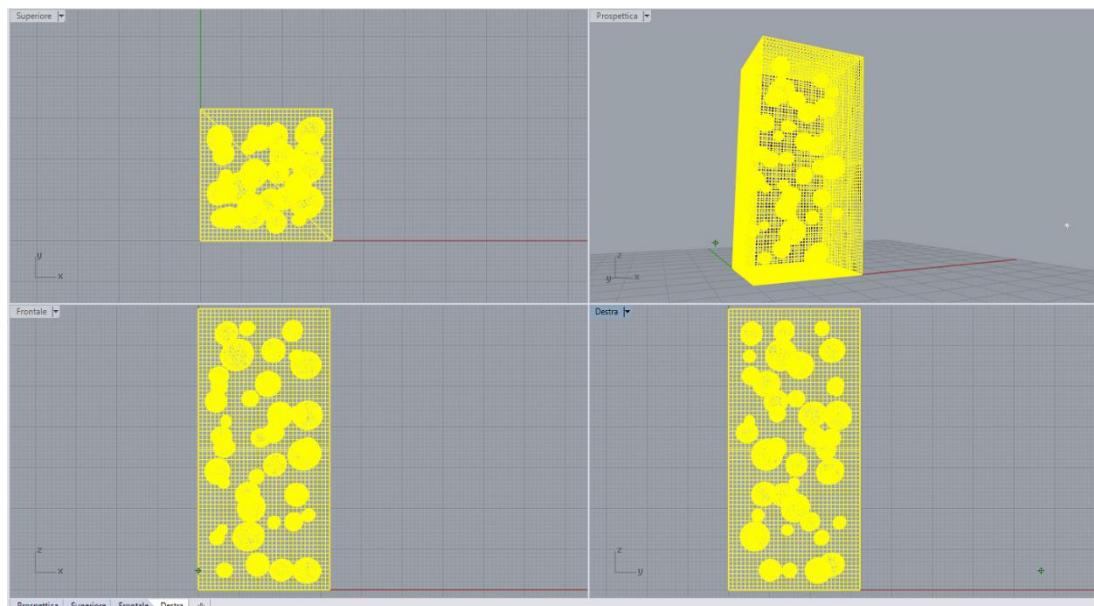 Superiore
Prospettica
y
x
z
y x
Frontale
Destra
z
x
z
y
Prospettica Superiore Frontale Destra